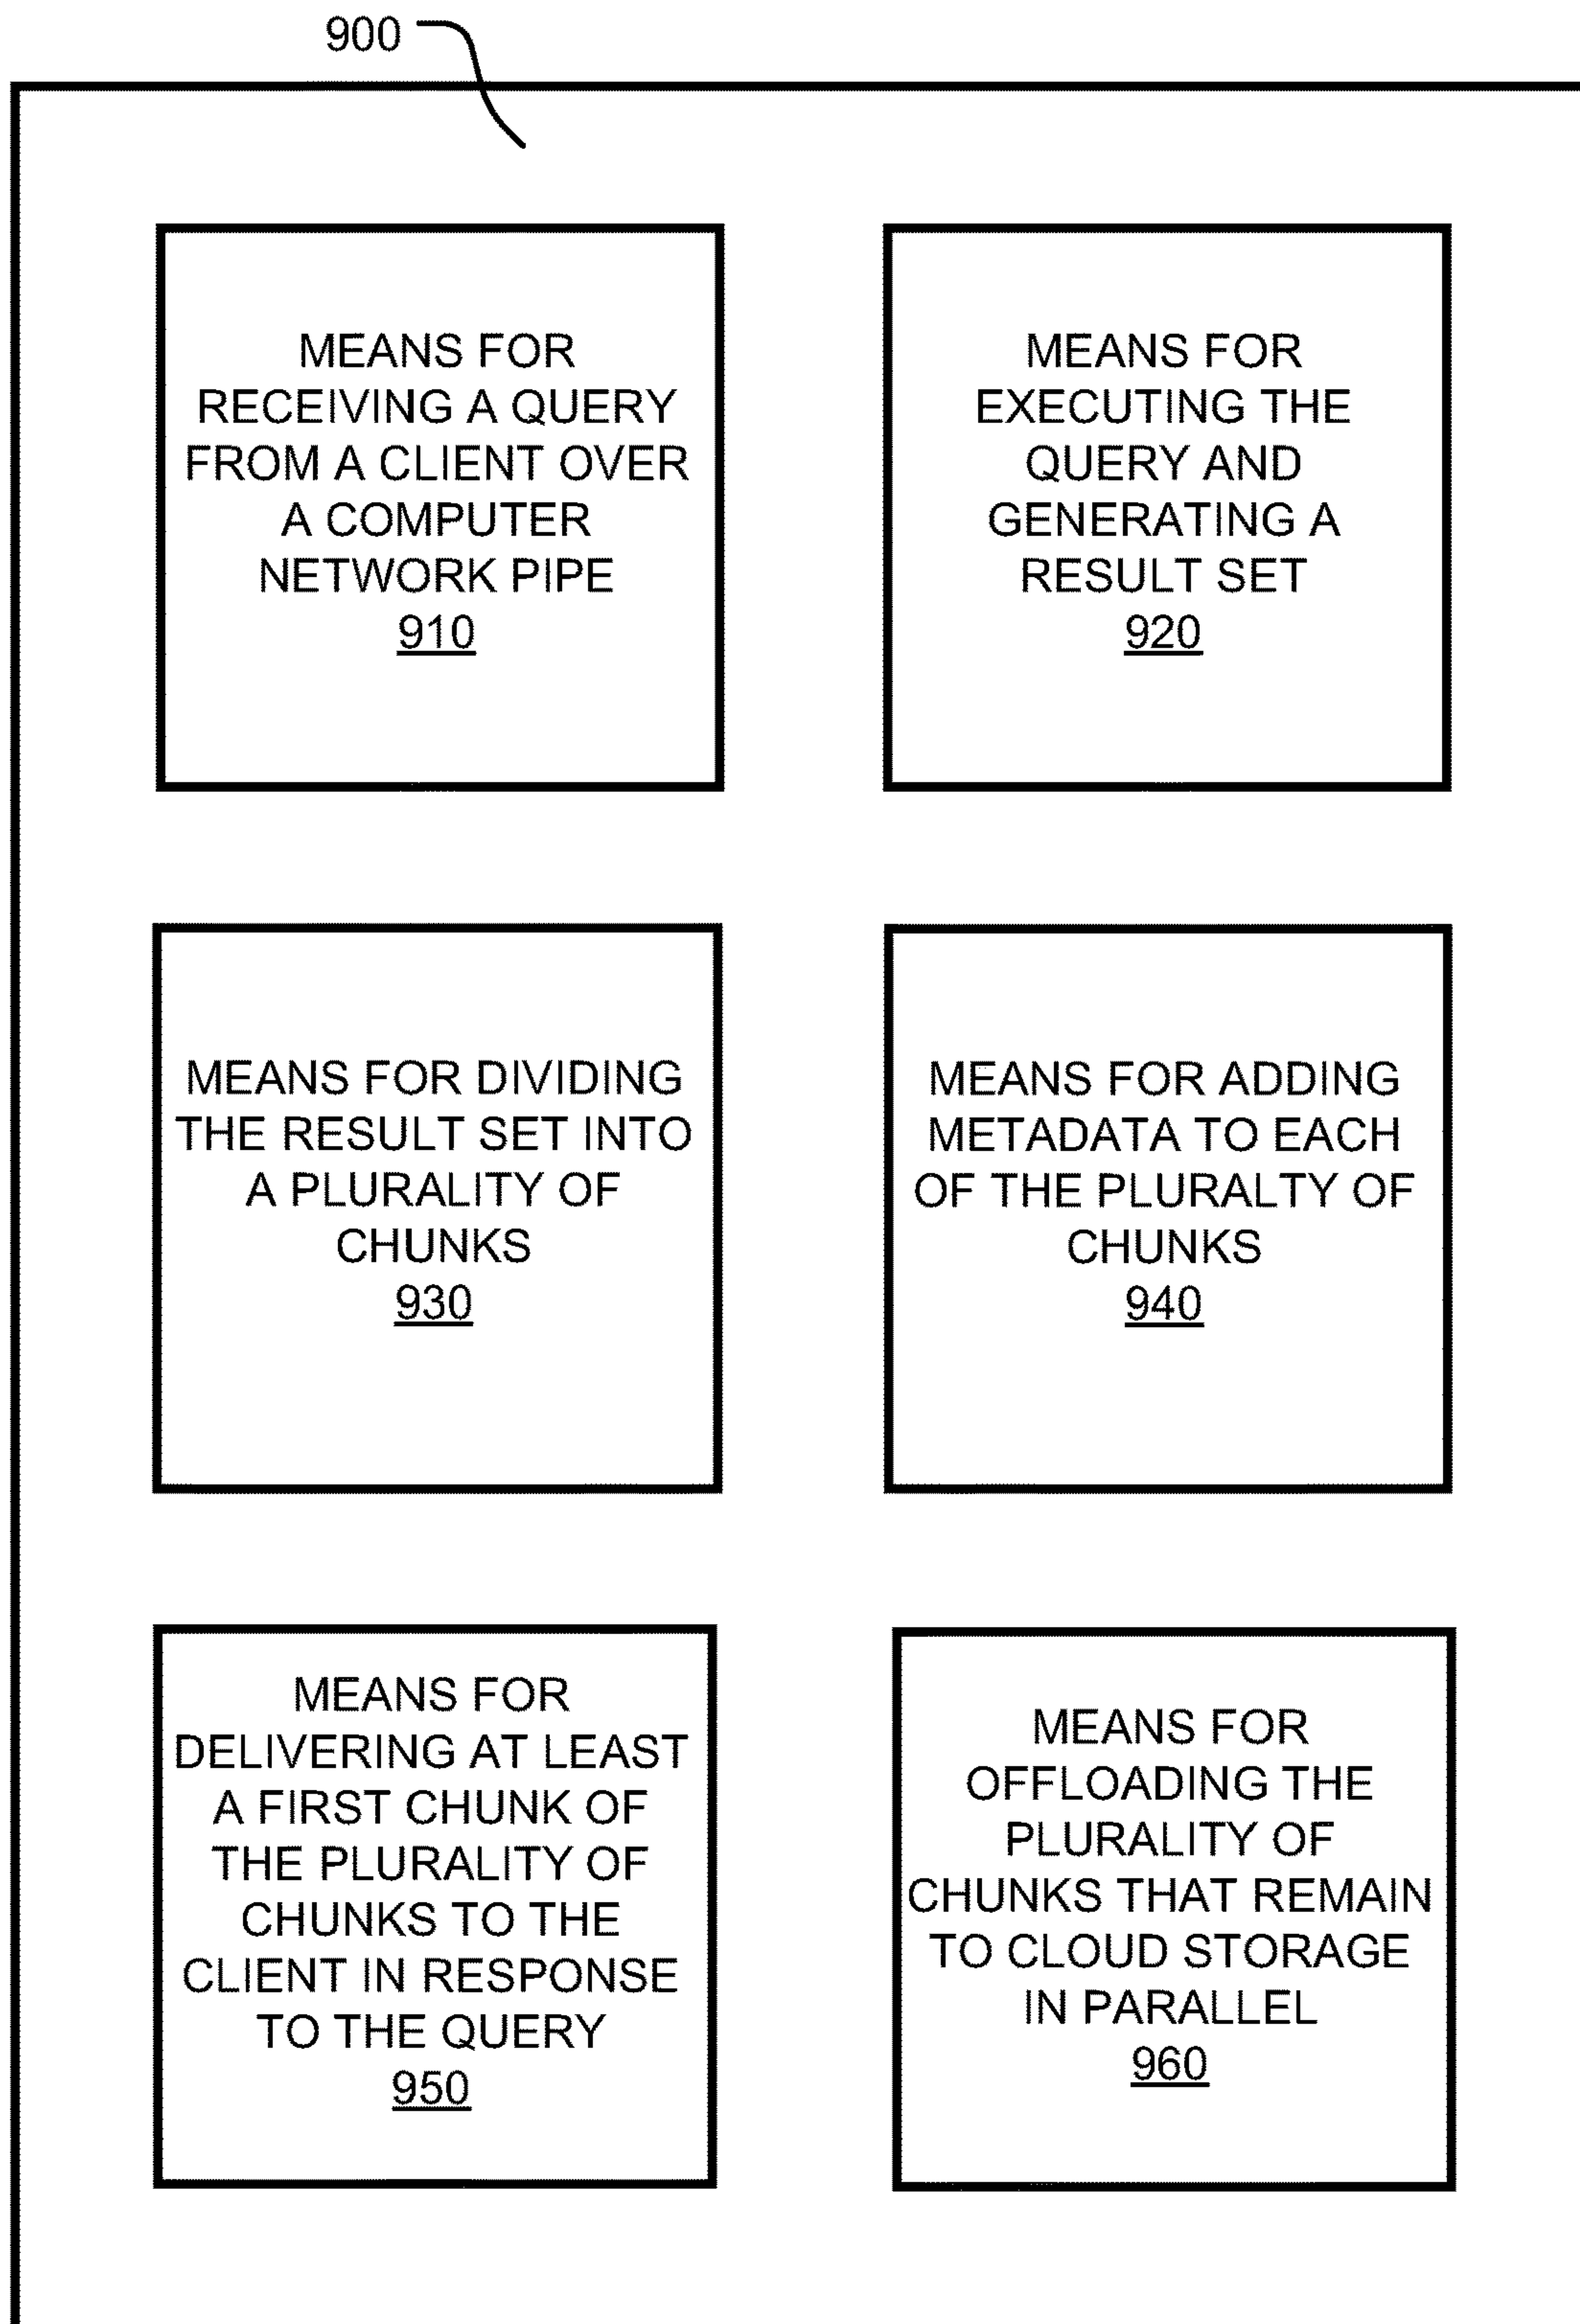 900
MEANS FOR
RECEIVING A QUERY
FROM A CLIENT OVER
A COMPUTER
NETWORK PIPE
910
MEANS FOR
EXECUTING THE
QUERY AND
GENERATING A
RESULT SET
920
MEANS FOR DIVIDING
THE RESULT SET INTO
A PLURALITY OF
CHUNKS
930
MEANS FOR ADDING
METADATA TO EACH
OF THE PLURALTY OF
CHUNKS
940
MEANS FOR
DELIVERING AT LEAST
A FIRST CHUNK OF
THE PLURALITY OF
CHUNKS TO THE
CLIENT IN RESPONSE
TO THE QUERY
950
MEANS FOR
OFFLOADING THE
PLURALITY OF
CHUNKS THAT REMAIN
TO CLOUD STORAGE
IN PARALLEL
960